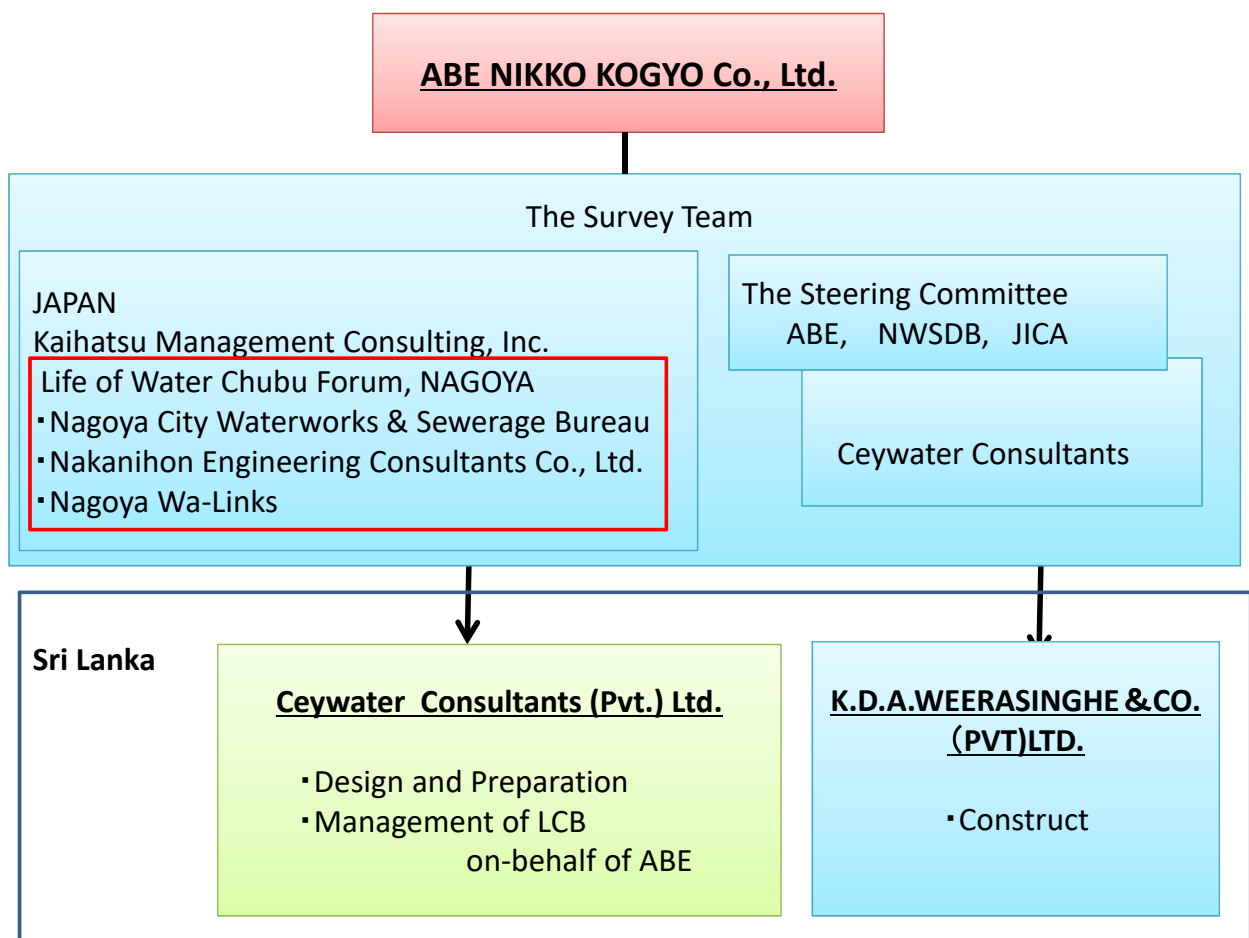 ABE NIKKO KOGYO Co., Ltd.
The Survey Team
JAPAN
Kaihatsu Management Consulting, Inc.
Life of Water Chubu Forum, NAGOYA
・Nagoya City Waterworks & Sewerage Bureau
・Nakanihon Engineering Consultants Co., Ltd.
・Nagoya Wa-Links
The Steering Committee
ABE, NWSDB, JICA
Ceywater Consultants
Sri Lanka
Ceywater Consultants (Pvt.) Ltd.
・Design and Preparation
・Management of LCB
on-behalf of ABE
K.D.A.WEERASINGHE＆CO.
（PVT)LTD.
・Construct